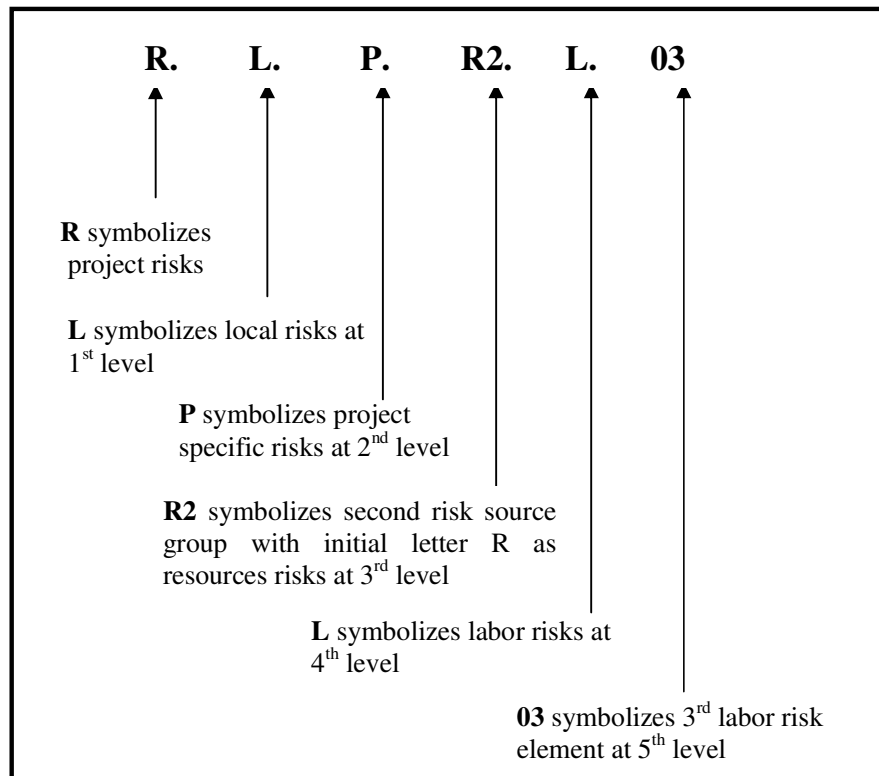 R. L. P. R2. L. 03
R symbolizes
project risks
L symbolizes local risks at
1st level
P symbolizes project
specific risks at 2nd level
R2 symbolizes second risk source
group with initial letter R as
resources risks at 3rd level
L symbolizes labor risks at
4th level
03 symbolizes 3rd labor risk
element at 5th level